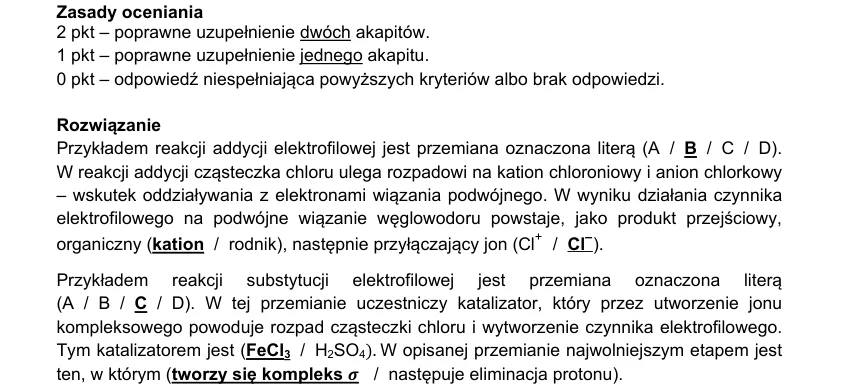 Zasady oceniania
2 pkt – poprawne uzupełnienie dwóch akapitów.
1 pkt – poprawne uzupełnienie jednego akapitu.
0 pkt – odpowiedź niespełniająca powyższych kryteriów albo brak odpowiedzi.
Rozwiązanie
Przykładem reakcji addycji elektrofilowej jest przemiana oznaczona literą (A / B / C / D).
W reakcji addycji cząsteczka chloru ulega rozpadowi na kation chloroniowy i anion chlorkowy
– wskutek oddziaływania z elektronami wiązania podwójnego. W wyniku działania czynnika
elektrofilowego na podwójne wiązanie węglowodoru powstaje, jako produkt przejściowy,
organiczny (kation / rodnik), następnie przyłączający jon (Cl⁺ / Cl⁻).
Przykładem reakcji substytucji elektrofilowej jest przemiana oznaczona literą
(A / B / C / D). W tej przemianie uczestniczy katalizator, który przez utworzenie jonu
kompleksowego powoduje rozpad cząsteczki chloru i wytworzenie czynnika elektrofilowego.
Tym katalizatorem jest (FeCl₃ / H₂SO₄). W opisanej przemianie najwolniejszym etapem jest
ten, w którym (tworzy się kompleks σ / następuje eliminacja protonu).